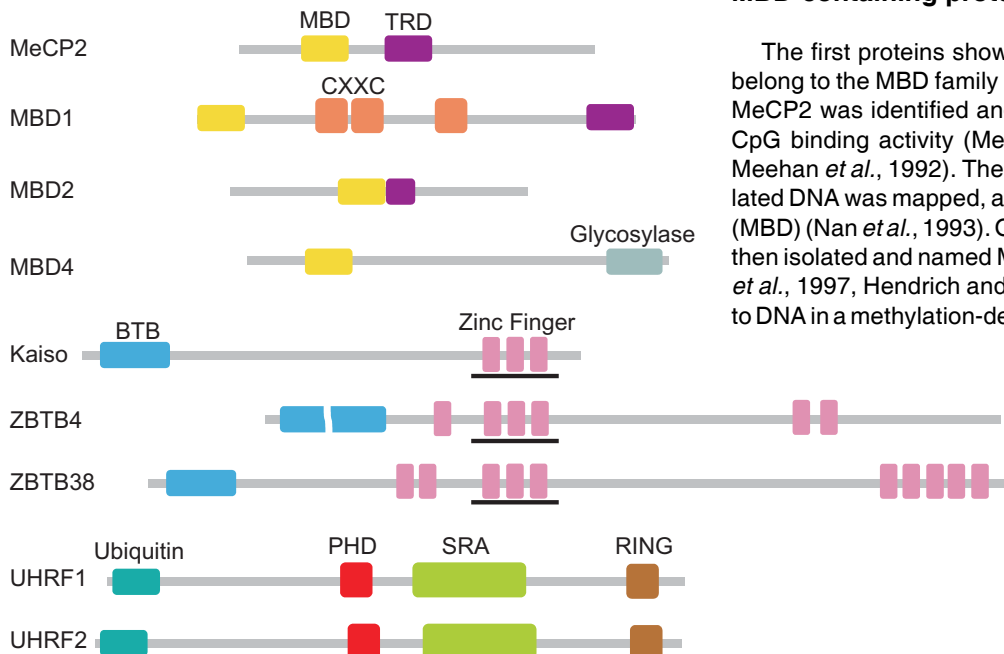 MBD TRD
MeCP2
CXXC
MBD1
MBD2
Glycosylase
MBD4
BTB Zinc Finger
Kaiso
ZBTB4
ZBTB38
Ubiquitin PHD SRA RING
UHRF1
UHRF2
The first proteins show
belong to the MBD family
MeCP2 was identified an
CpG binding activity (Me
Meehan et al., 1992). The
lated DNA was mapped, a
(MBD) (Nan et al., 1993). C
then isolated and named M
et al., 1997, Hendrich and
to DNA in a methylation-de